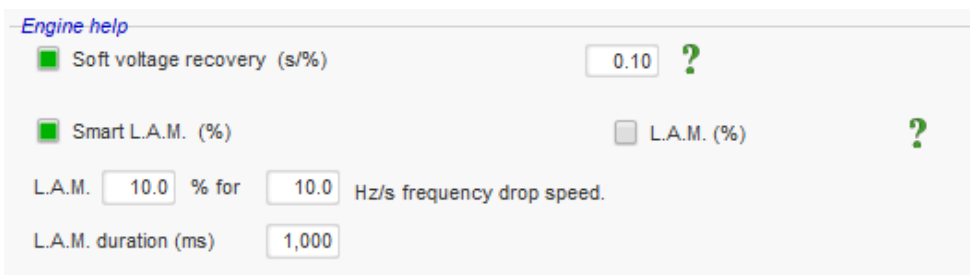 Engine help
Soft voltage recovery (s/%) 0.10 ?
Smart L.A.M. (%) L.A.M. (%) ?
L.A.M. 10.0 % for 10.0 Hz/s frequency drop speed.
L.A.M. duration (ms) 1,000